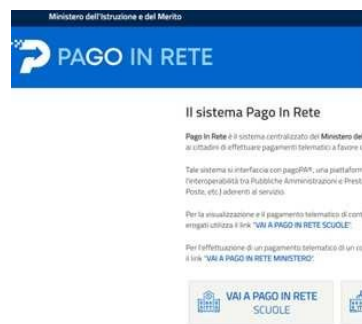 Ministero dell'Istruzione e del Merito
PAGO IN RETE
Il sistema Pago In Rete
Pago In Rete è il sistema centralizzato del Ministero del
ai cittadini di effettuare pagamenti telematici a favore
Tale sistema si interfaccia con pagoPA®, una piattaform
l'interoperabilità tra Pubbliche Amministrazioni e Prest
Poste, etc.) aderenti al servizio.
Per la visualizzazione e il pagamento telematico di cont
erogati utilizza il link "VAI A PAGO IN RETE SCUOLE".
Per l'effettuazione di un pagamento telematico di un co
il link "VAI A PAGO IN RETE MINISTERO".
VAI A PAGO IN RETE
SCUOLE